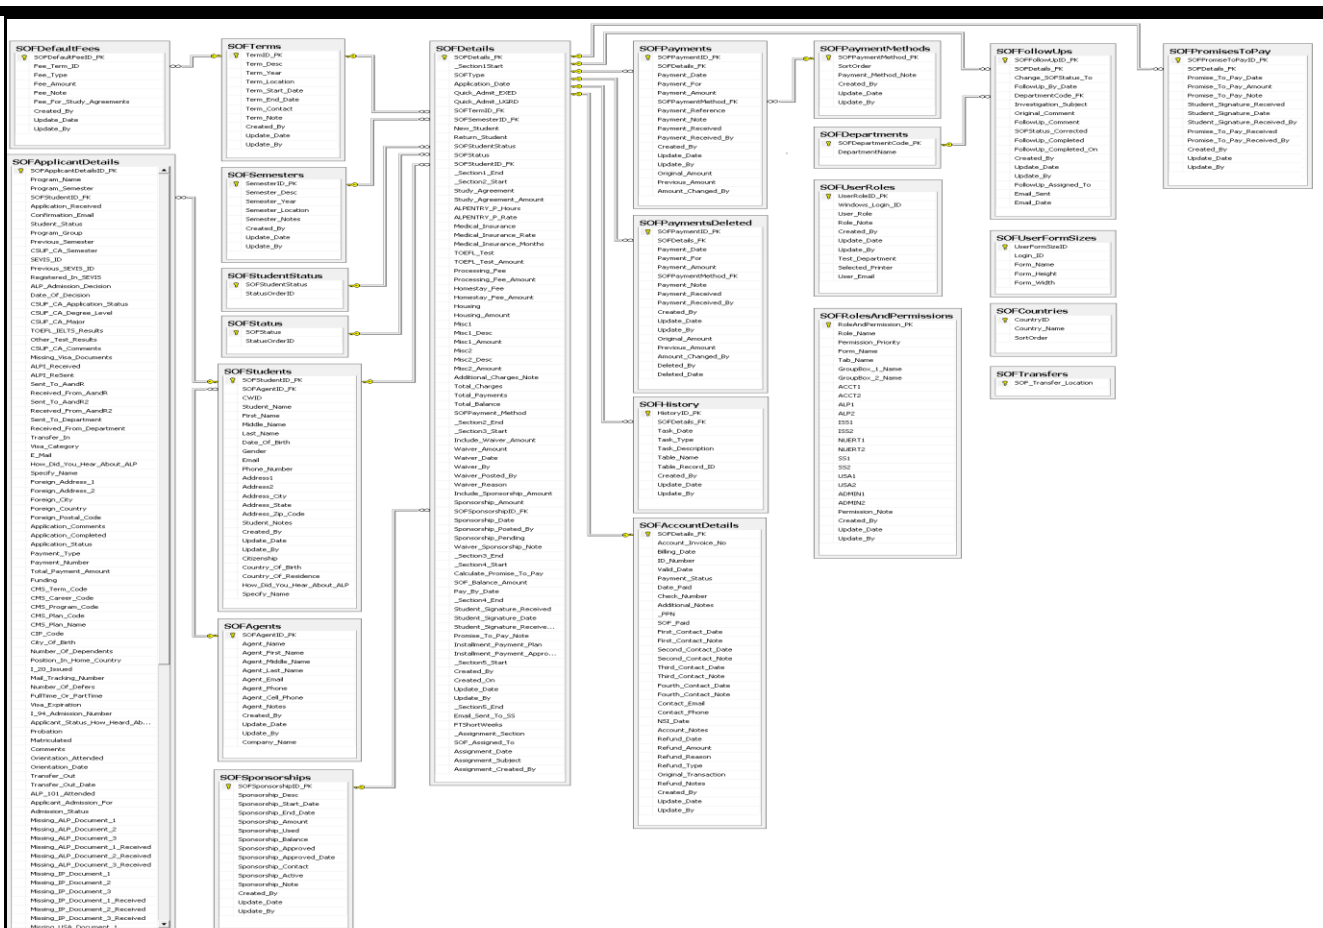 SOFDefaultFees
SOFDefaultFeeID_PK
Fee_Term_ID
Fee_Type
Fee_Amount
Fee_Note
Fee_For_Study_Agreements
Created_By
Update_Date
Update_By
SOFApplicantDetails
SOFApplicantDetailsID_PK
Program_Name
Program_Semester
SOFStudentID_FK
Application_Received
Confirmation_Email
Student_Status
Program_Group
Previous_Semester
CSUF_CA_Semester
SEVIS_ID
Previous_SEVIS_ID
Registered_In_SEVIS
ALP_Admission_Decision
Date_Of_Decision
CSUF_CA_Application_Status
CSUF_CA_Degree_Level
CSUF_CA_Major
TOEFL_IELTS_Results
Other_Test_Results
CSUF_CA_Comments
Missing_Visa_Documents
ALPI_Received
ALPI_ReSent
Sent_To_AandR
Received_From_AandR
Sent_To_AandR2
Received_From_AandR2
Sent_To_Department
Received_From_Department
Transfer_In
Visa_Category
E_Mail
How_Did_You_Hear_About_ALP
Specify_Name
Foreign_Address_1
Foreign_Address_2
Foreign_City
Foreign_Country
Foreign_Postal_Code
Application_Comments
Application_Completed
Application_Status
Payment_Type
Payment_Number
Total_Payment_Amount
Funding
CMS_Term_Code
CMS_Career_Code
CMS_Program_Code
CMS_Plan_Code
CMS_Plan_Name
CIP_Code
City_Of_Birth
Number_Of_Dependents
Position_In_Home_Country
I_20_Issued
Mail_Tracking_Number
Number_Of_Defers
FullTime_Or_PartTime
Visa_Expiration
I_94_Admission_Number
Applicant_Status_How_Heard_Ab...
Probation
Matriculated
Comments
Orientation_Attended
Orientation_Date
Transfer_Out
Transfer_Out_Date
ALP_101_Attended
Applicant_Admission_For
Admission_Status
Missing_ALP_Document_1
Missing_ALP_Document_2
Missing_ALP_Document_3
Missing_ALP_Document_1_Received
Missing_ALP_Document_2_Received
Missing_ALP_Document_3_Received
Missing_IP_Document_1
Missing_IP_Document_2
Missing_IP_Document_3
Missing_IP_Document_1_Received
Missing_IP_Document_2_Received
Missing_IP_Document_3_Received
Missing_USA_Document_1
SOFTerms
TermID_PK
Term_Desc
Term_Year
Term_Location
Term_Start_Date
Term_End_Date
Term_Contact
Term_Note
Created_By
Update_Date
Update_By
SOFSemesters
SemesterID_PK
Semester_Desc
Semester_Year
Semester_Location
Semester_Notes
Created_By
Update_Date
Update_By
SOFStudentStatus
SOFStudentStatus
StatusOrderID
SOFStatus
SOFStatus
StatusOrderID
SOFStudents
SOFStudentID_PK
SOFAgentID_FK
CWID
Student_Name
First_Name
Middle_Name
Last_Name
Date_Of_Birth
Gender
Email
Phone_Number
Address1
Address2
Address_City
Address_State
Address_Zip_Code
Student_Notes
Created_By
Update_Date
Update_By
Citizenship
Country_Of_Birth
Country_Of_Residence
How_Did_You_Hear_About_ALP
Specify_Name
SOFAgents
SOFAgentID_PK
Agent_Name
Agent_First_Name
Agent_Middle_Name
Agent_Last_Name
Agent_Email
Agent_Phone
Agent_Cell_Phone
Agent_Notes
Created_By
Update_Date
Update_By
Company_Name
SOFSponsorships
SOFSponsorshipID_PK
Sponsorship_Desc
Sponsorship_Start_Date
Sponsorship_End_Date
Sponsorship_Amount
Sponsorship_Used
Sponsorship_Balance
Sponsorship_Approved
Sponsorship_Approved_Date
Sponsorship_Contact
Sponsorship_Active
Sponsorship_Note
Created_By
Update_Date
Update_By
SOFDetails
SOFDetails_PK
_Section1Start
SOFType
Application_Date
Quick_Admit_EXED
Quick_Admit_UGRD
SOFTermID_FK
SOFSemesterID_FK
New_Student
Return_Student
SOFStudentStatus
SOFStatus
SOFStudentID_FK
_Section1_End
_Section2_Start
Study_Agreement
Study_Agreement_Amount
ALPENTRY_P_Hours
ALPENTRY_P_Rate
Medical_Insurance
Medical_Insurance_Rate
Medical_Insurance_Months
TOEFL_Test
TOEFL_Test_Amount
Processing_Fee
Processing_Fee_Amount
Homestay_Fee
Homestay_Fee_Amount
Housing
Housing_Amount
Misc1
Misc1_Desc
Misc1_Amount
Misc2
Misc2_Desc
Misc2_Amount
Additional_Charges_Note
Total_Charges
Total_Payments
Total_Balance
SOFPayment_Method
_Section2_End
_Section3_Start
Include_Waiver_Amount
Waiver_Amount
Waiver_Date
Waiver_By
Waiver_Posted_By
Waiver_Reason
Include_Sponsorship_Amount
Sponsorship_Amount
SOFSponsorshipID_FK
Sponsorship_Date
Sponsorship_Posted_By
Sponsorship_Pending
Waiver_Sponsorship_Note
_Section3_End
_Section4_Start
Calculate_Promise_To_Pay
SOF_Balance_Amount
Pay_By_Date
_Section4_End
Student_Signature_Received
Student_Signature_Date
Student_Signature_Receive...
Promise_To_Pay_Note
Installment_Payment_Plan
Installment_Payment_Appro...
_Section5_Start
Created_By
Created_On
Update_Date
Update_By
_Section5_End
Email_Sent_To_SS
FTShortWeeks
_Assignment_Section
SOF_Assigned_To
Assignment_Date
Assignment_Subject
Assignment_Created_By
SOFPayments
SOFPaymentID_PK
SOFDetails_FK
Payment_Date
Payment_For
Payment_Amount
SOFPaymentMethod_FK
Payment_Reference
Payment_Note
Payment_Received
Payment_Received_By
Created_By
Update_Date
Update_By
Original_Amount
Previous_Amount
Amount_Changed_By
SOFPaymentsDeleted
SOFPaymentID_PK
SOFDetails_FK
Payment_Date
Payment_For
Payment_Amount
SOFPaymentMethod_FK
Payment_Note
Payment_Received
Payment_Received_By
Created_By
Update_Date
Update_By
Original_Amount
Previous_Amount
Amount_Changed_By
Deleted_By
Deleted_Date
SOFHistory
HistoryID_PK
SOFDetails_FK
Task_Date
Task_Type
Task_Description
Table_Name
Table_Record_ID
Created_By
Update_Date
Update_By
SOFAccountDetails
SOFDetails_FK
Account_Invoice_No
Billing_Date
ID_Number
Valid_Date
Payment_Status
Date_Paid
Check_Number
Additional_Notes
_PPN
SOF_Paid
First_Contact_Date
First_Contact_Note
Second_Contact_Date
Second_Contact_Note
Third_Contact_Date
Third_Contact_Note
Fourth_Contact_Date
Fourth_Contact_Note
Contact_Email
Contact_Phone
NSI_Date
Account_Notes
Refund_Date
Refund_Amount
Refund_Reason
Refund_Type
Original_Transaction
Refund_Notes
Created_By
Update_Date
Update_By
SOFPaymentMethods
SOFPaymentMethod_PK
SortOrder
Payment_Method_Note
Created_By
Update_Date
Update_By
SOFDepartments
SOFDepartmentCode_PK
DepartmentName
SOFUserRoles
UserRoleID_PK
Windows_Login_ID
User_Role
Role_Note
Created_By
Update_Date
Update_By
Test_Department
Selected_Printer
User_Email
SOFRolesAndPermissions
RoleAndPermission_PK
Role_Name
Permission_Priority
Form_Name
Tab_Name
GroupBox_1_Name
GroupBox_2_Name
ACCT1
ACCT2
ALP1
ALP2
ISS1
ISS2
NUERT1
NUERT2
SS1
SS2
USA1
USA2
ADMIN1
ADMIN2
Permission_Note
Created_By
Update_Date
Update_By
SOFFollowUps
SOFFollowUpID_PK
SOFDetails_FK
Change_SOFStatus_To
FollowUp_By_Date
DepartmentCode_FK
Investigation_Subject
Original_Comment
FollowUp_Comment
SOFStatus_Corrected
FollowUp_Completed
FollowUp_Completed_On
Created_By
Update_Date
Update_By
FollowUp_Assigned_To
Email_Sent
Email_Date
SOFUserFormSizes
UserFormSizeID
Login_ID
Form_Name
Form_Height
Form_Width
SOFCountries
CountryID
Country_Name
SortOrder
SOFTransfers
SOF_Transfer_Location
SOFPromisesToPay
SOFPromiseToPayID_PK
SOFDetails_FK
Promise_To_Pay_Date
Promise_To_Pay_Amount
Promise_To_Pay_Note
Student_Signature_Received
Student_Signature_Date
Student_Signature_Received_By
Promise_To_Pay_Received
Promise_To_Pay_Received_By
Created_By
Update_Date
Update_By